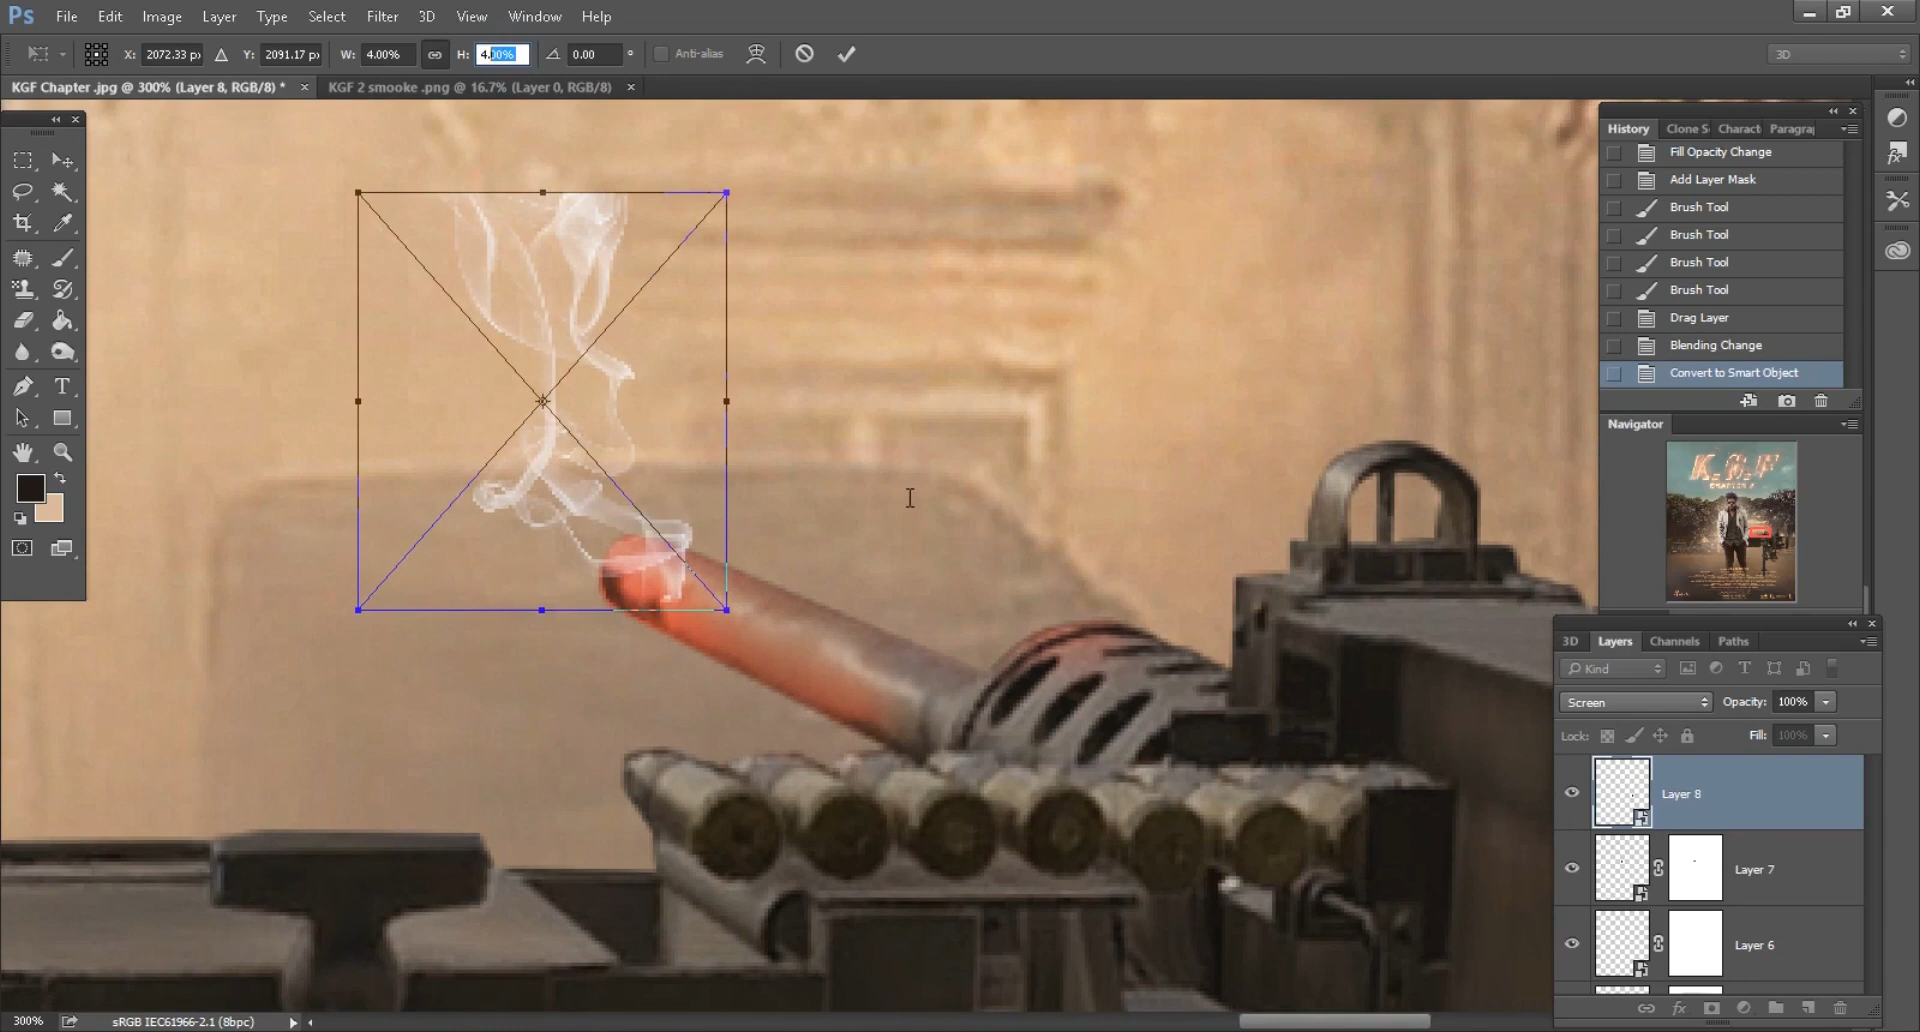 Ps File Edit Image Layer Type Select Filter 3D View Window Help
X: 2072.33 px Y: 2091.17 px W: 4.00% H: 4.00% 0.00 ° Anti-alias 3D
KGF Chapter .jpg @ 300% (Layer 8, RGB/8) * × KGF 2 smooke .png @ 16.7% (Layer 0, RGB/8) ×
History Clone S Charact Paragra
Fill Opacity Change
Add Layer Mask
Brush Tool
Brush Tool
Brush Tool
Brush Tool
Drag Layer
Blending Change
Convert to Smart Object
Navigator
K.G.F
CHAPTER 2
3D Layers Channels Paths
Kind
Screen Opacity: 100%
Lock: Fill: 100%
Layer 8
Layer 7
Layer 6
fx
300% sRGB IEC61966-2.1 (8bpc)